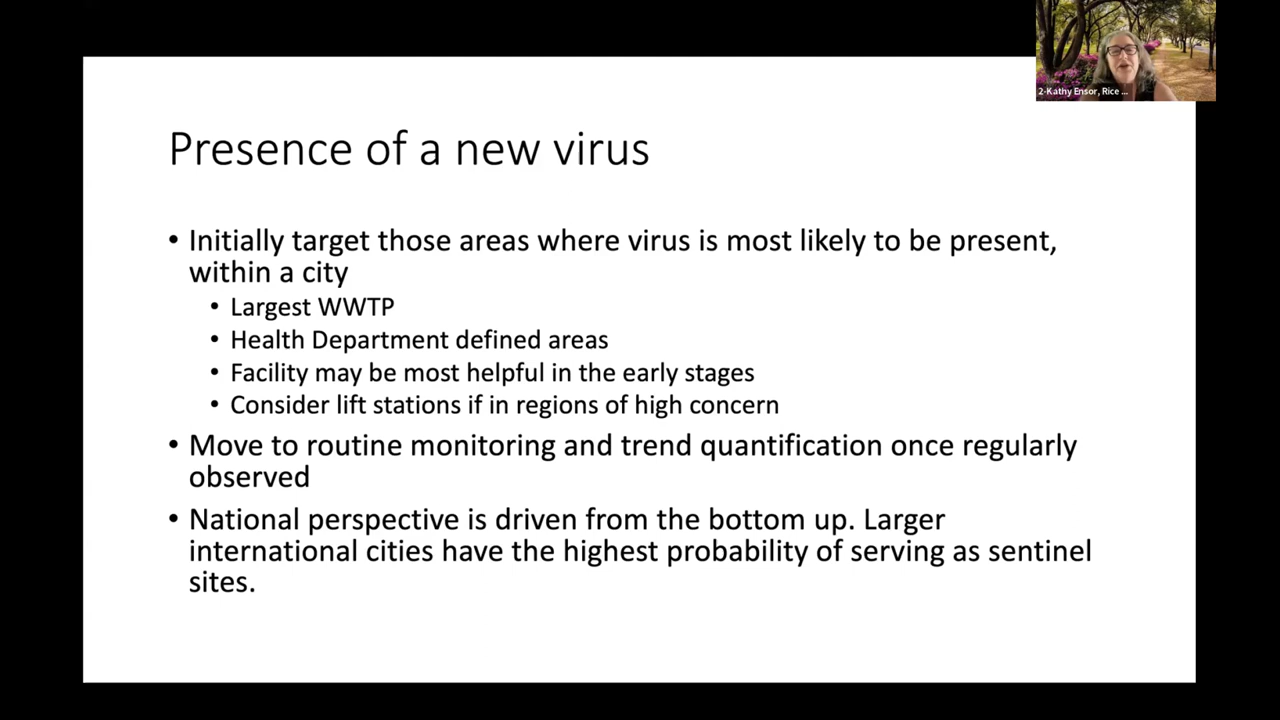 2-Kathy Ensor, Rice ...
Presence of a new virus
• Initially target those areas where virus is most likely to be present,
within a city
• Largest WWTP
• Health Department defined areas
• Facility may be most helpful in the early stages
• Consider lift stations if in regions of high concern
• Move to routine monitoring and trend quantification once regularly
observed
• National perspective is driven from the bottom up. Larger
international cities have the highest probability of serving as sentinel
sites.